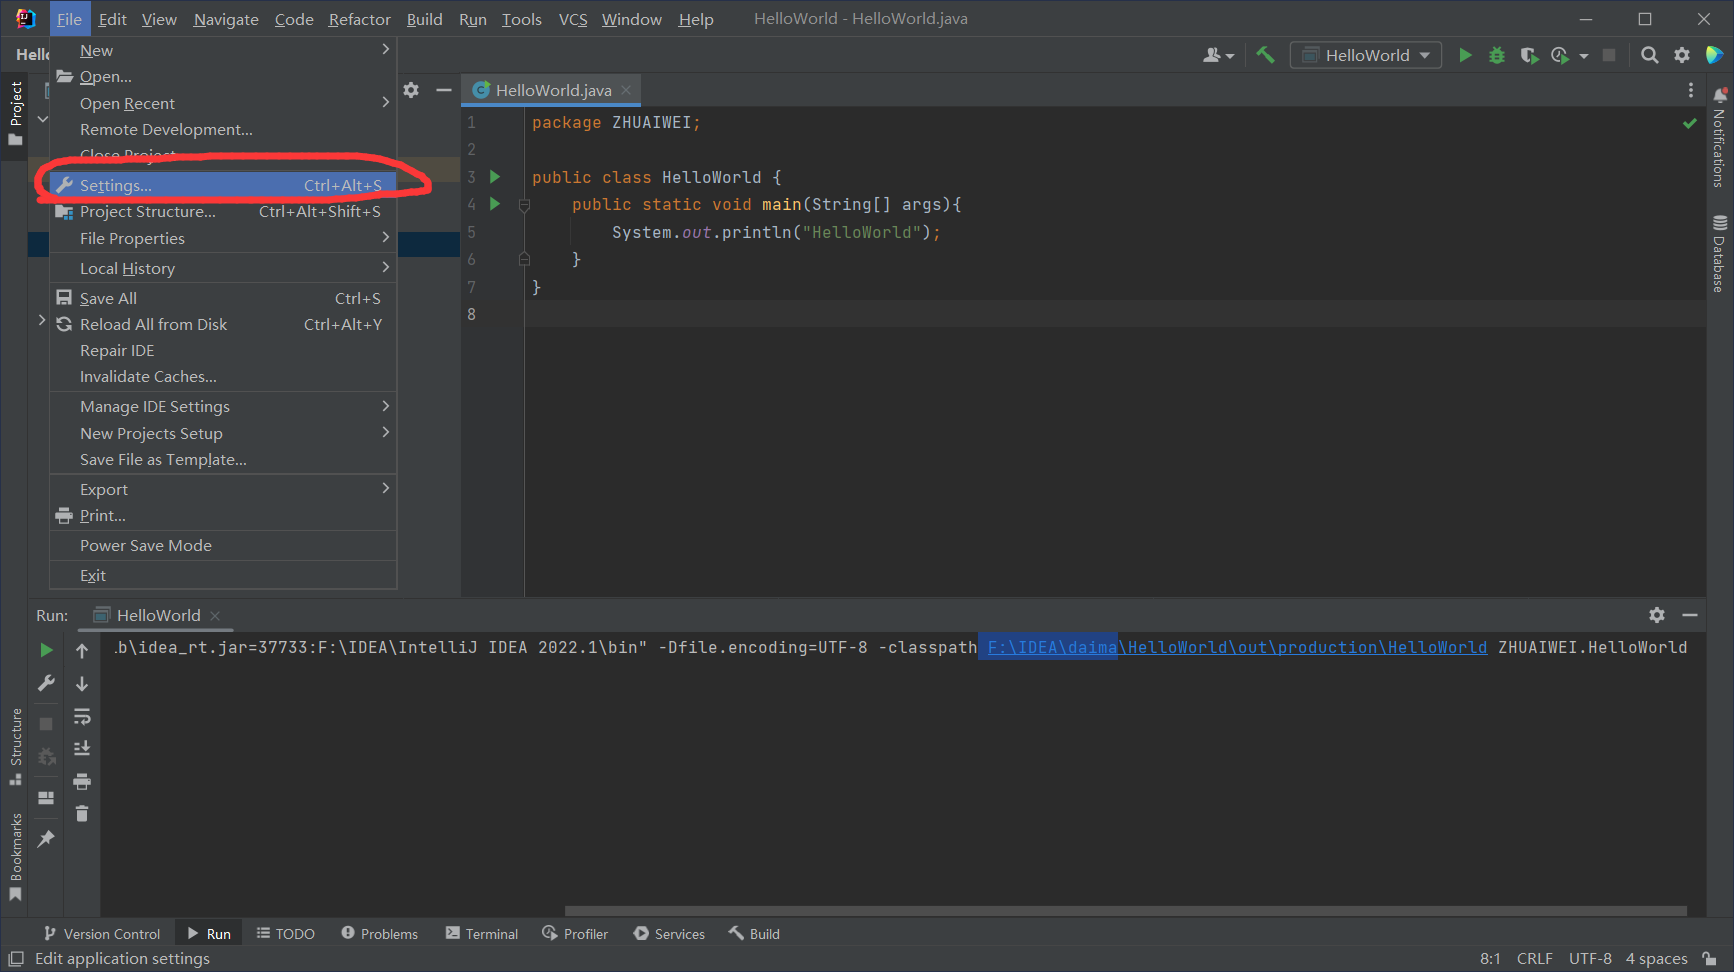 File Edit View Navigate Code Refactor Build Run Tools VCS Window Help HelloWorld - HelloWorld.java
HelloWorld
Project
New
Open...
Open Recent
Remote Development...
Close Project
Settings... Ctrl+Alt+S
Project Structure... Ctrl+Alt+Shift+S
File Properties
Local History
Save All Ctrl+S
Reload All from Disk Ctrl+Alt+Y
Repair IDE
Invalidate Caches...
Manage IDE Settings
New Projects Setup
Save File as Template...
Export
Print...
Power Save Mode
Exit
HelloWorld.java
1 package ZHUAIWEI;
2
3 public class HelloWorld {
4 public static void main(String[] args){
5 System.out.println("HelloWorld");
6 }
7 }
8
Notifications
Database
Run: HelloWorld
.b\idea_rt.jar=37733:F:\IDEA\IntelliJ IDEA 2022.1\bin" -Dfile.encoding=UTF-8 -classpath F:\IDEA\daima\HelloWorld\out\production\HelloWorld ZHUAIWEI.HelloWorld
Structure
Bookmarks
Version Control Run TODO Problems Terminal Profiler Services Build
Edit application settings 8:1 CRLF UTF-8 4 spaces